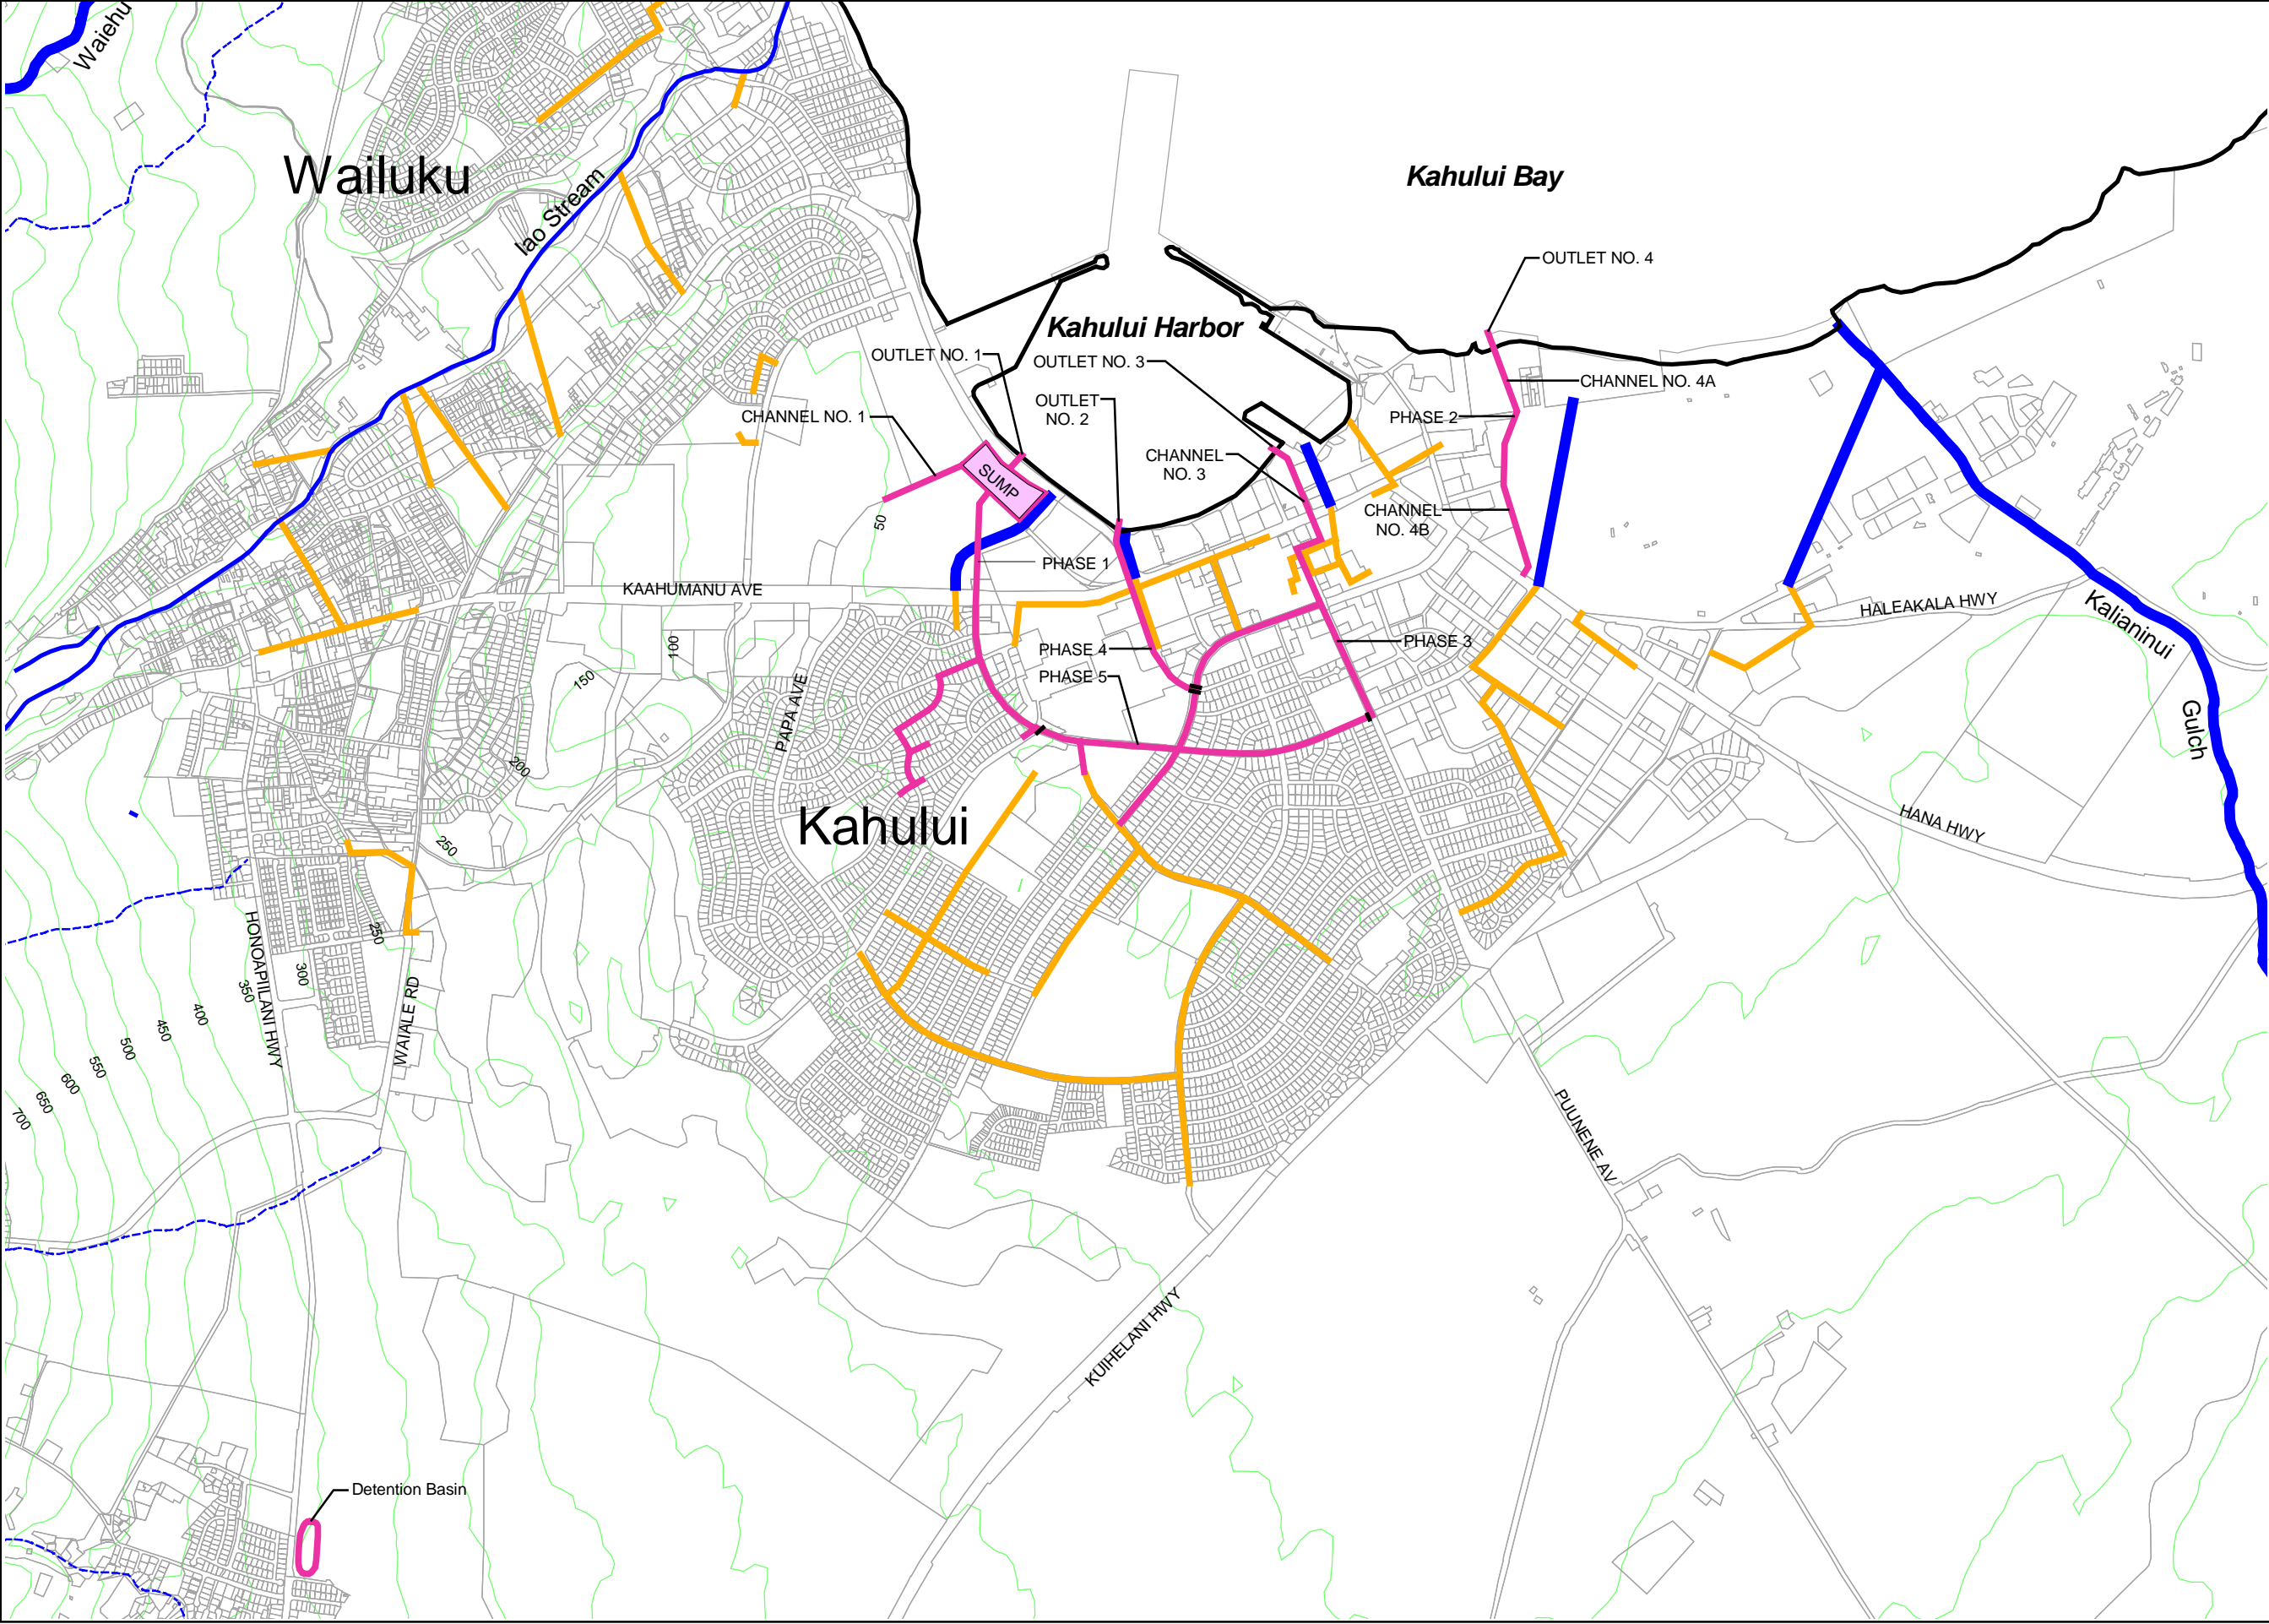 Waiehu
Wailuku
Iao Stream
Kahului Bay
OUTLET NO. 4
Kahului Harbor
OUTLET NO. 1
OUTLET NO. 3
CHANNEL NO. 4A
OUTLET
NO. 2
CHANNEL NO. 1
PHASE 2
CHANNEL
NO. 3
SUMP
CHANNEL
NO. 4B
50
PHASE 1
KAAHUMANU AVE
HALEAKALA HWY
Kalianinui
Gulch
100
PHASE 4
PHASE 3
PHASE 5
150
PAPA AVE
200
Kahului
HANA HWY
250
250
HONOAPIILANI HWY
300
350
WAIALE RD
400
450
500
550
600
650
700
PUUNENE AV
KUIHELANI HWY
Detention Basin